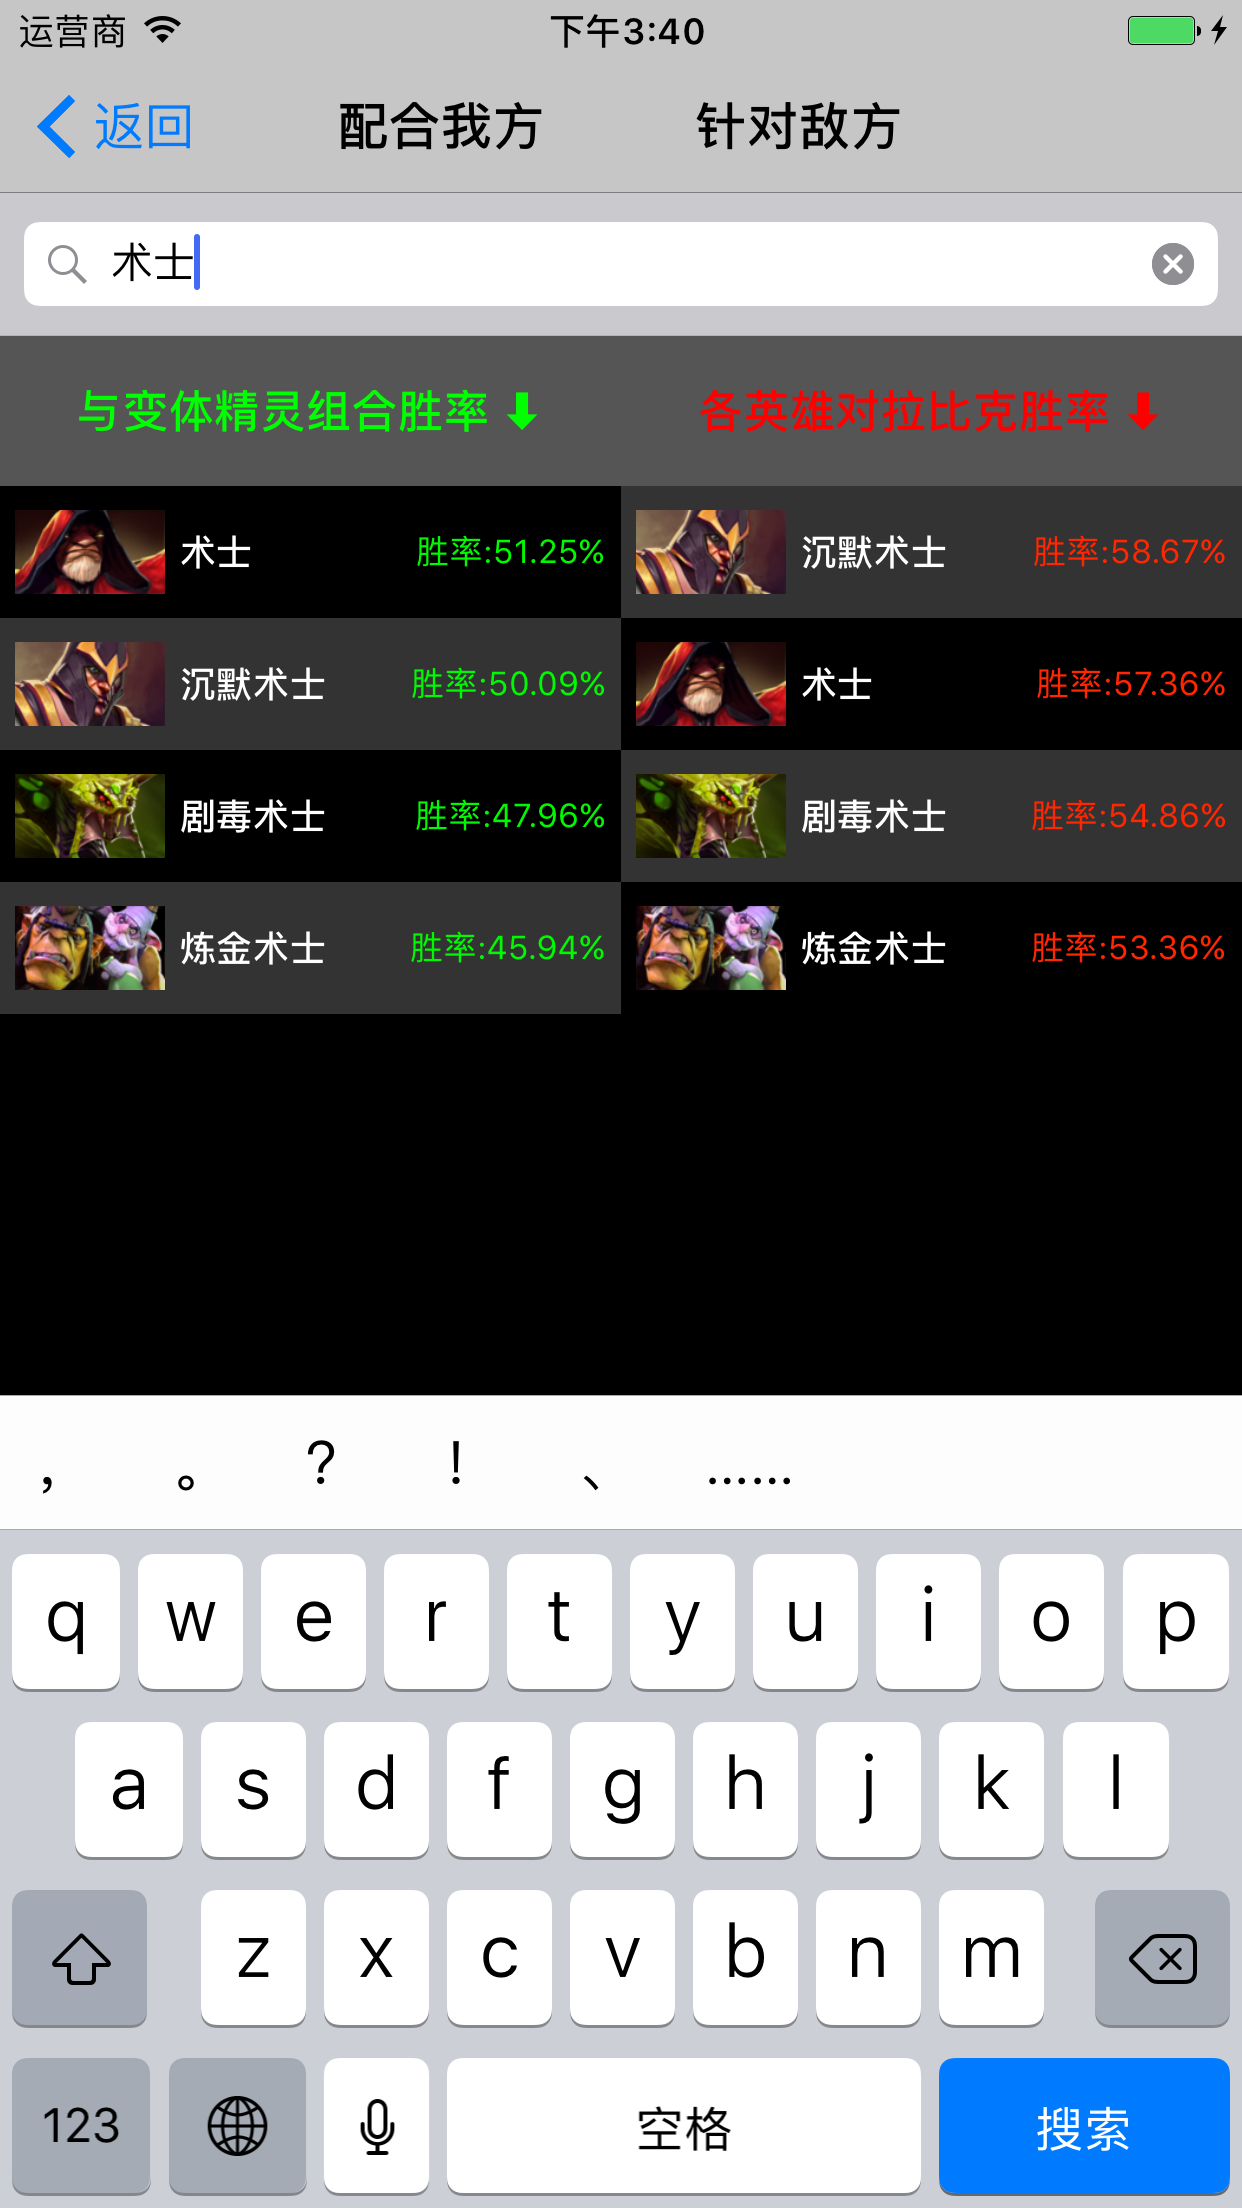 运营商 下午3:40
返回 配合我方 针对敌方
术士
与变体精灵组合胜率 各英雄对拉比克胜率
术士 胜率:51.25% 沉默术士 胜率:58.67%
沉默术士 胜率:50.09% 术士 胜率:57.36%
剧毒术士 胜率:47.96% 剧毒术士 胜率:54.86%
炼金术士 胜率:45.94% 炼金术士 胜率:53.36%
， 。 ? ! 、 ……
q w e r t y u i o p
a s d f g h j k l
z x c v b n m
123 空格 搜索